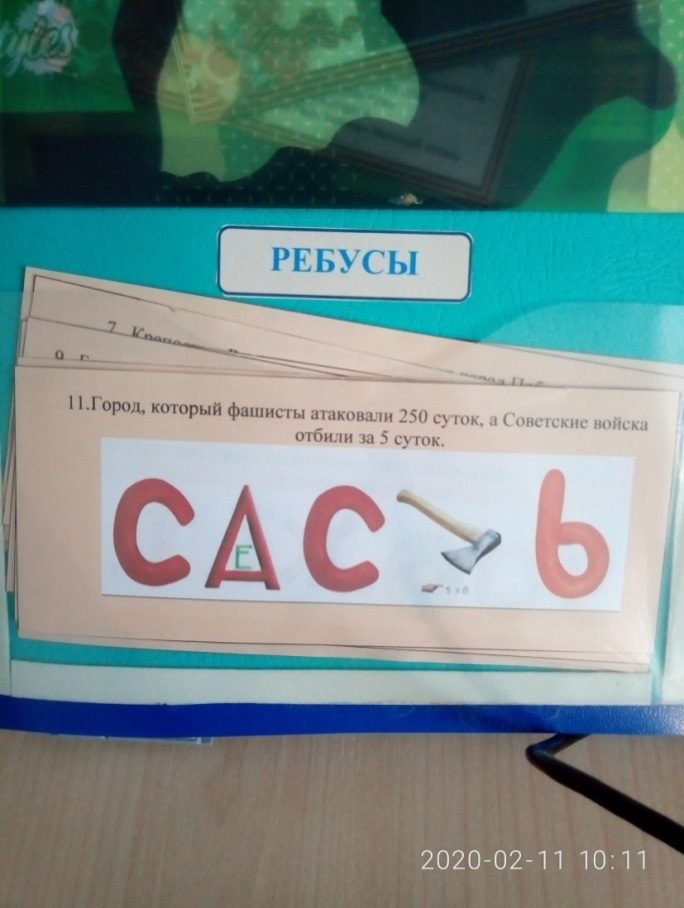 РЕБУСЫ
11.Город, который фашисты атаковали 250 суток, а Советские войска
отбили за 5 суток.
С А Е С Ь
2020-02-11 10:11